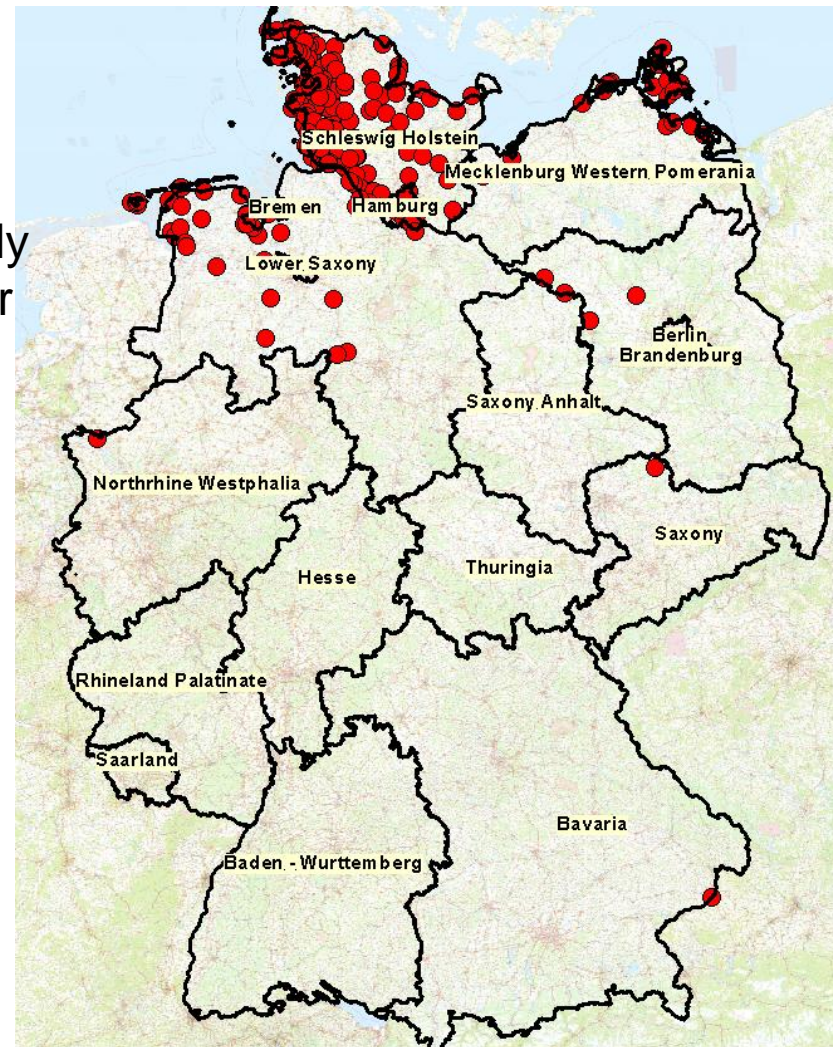 Schleswig Holstein
Mecklenburg Western Pomerania
Bremen
Hamburg
ly
Lower Saxony
r
Berlin
Brandenburg
Saxony Anhalt
Northrhine Westphalia
Saxony
Hesse
Thuringia
Rhineland Palatinate
Saarland
Bavaria
Baden - Wurttemberg